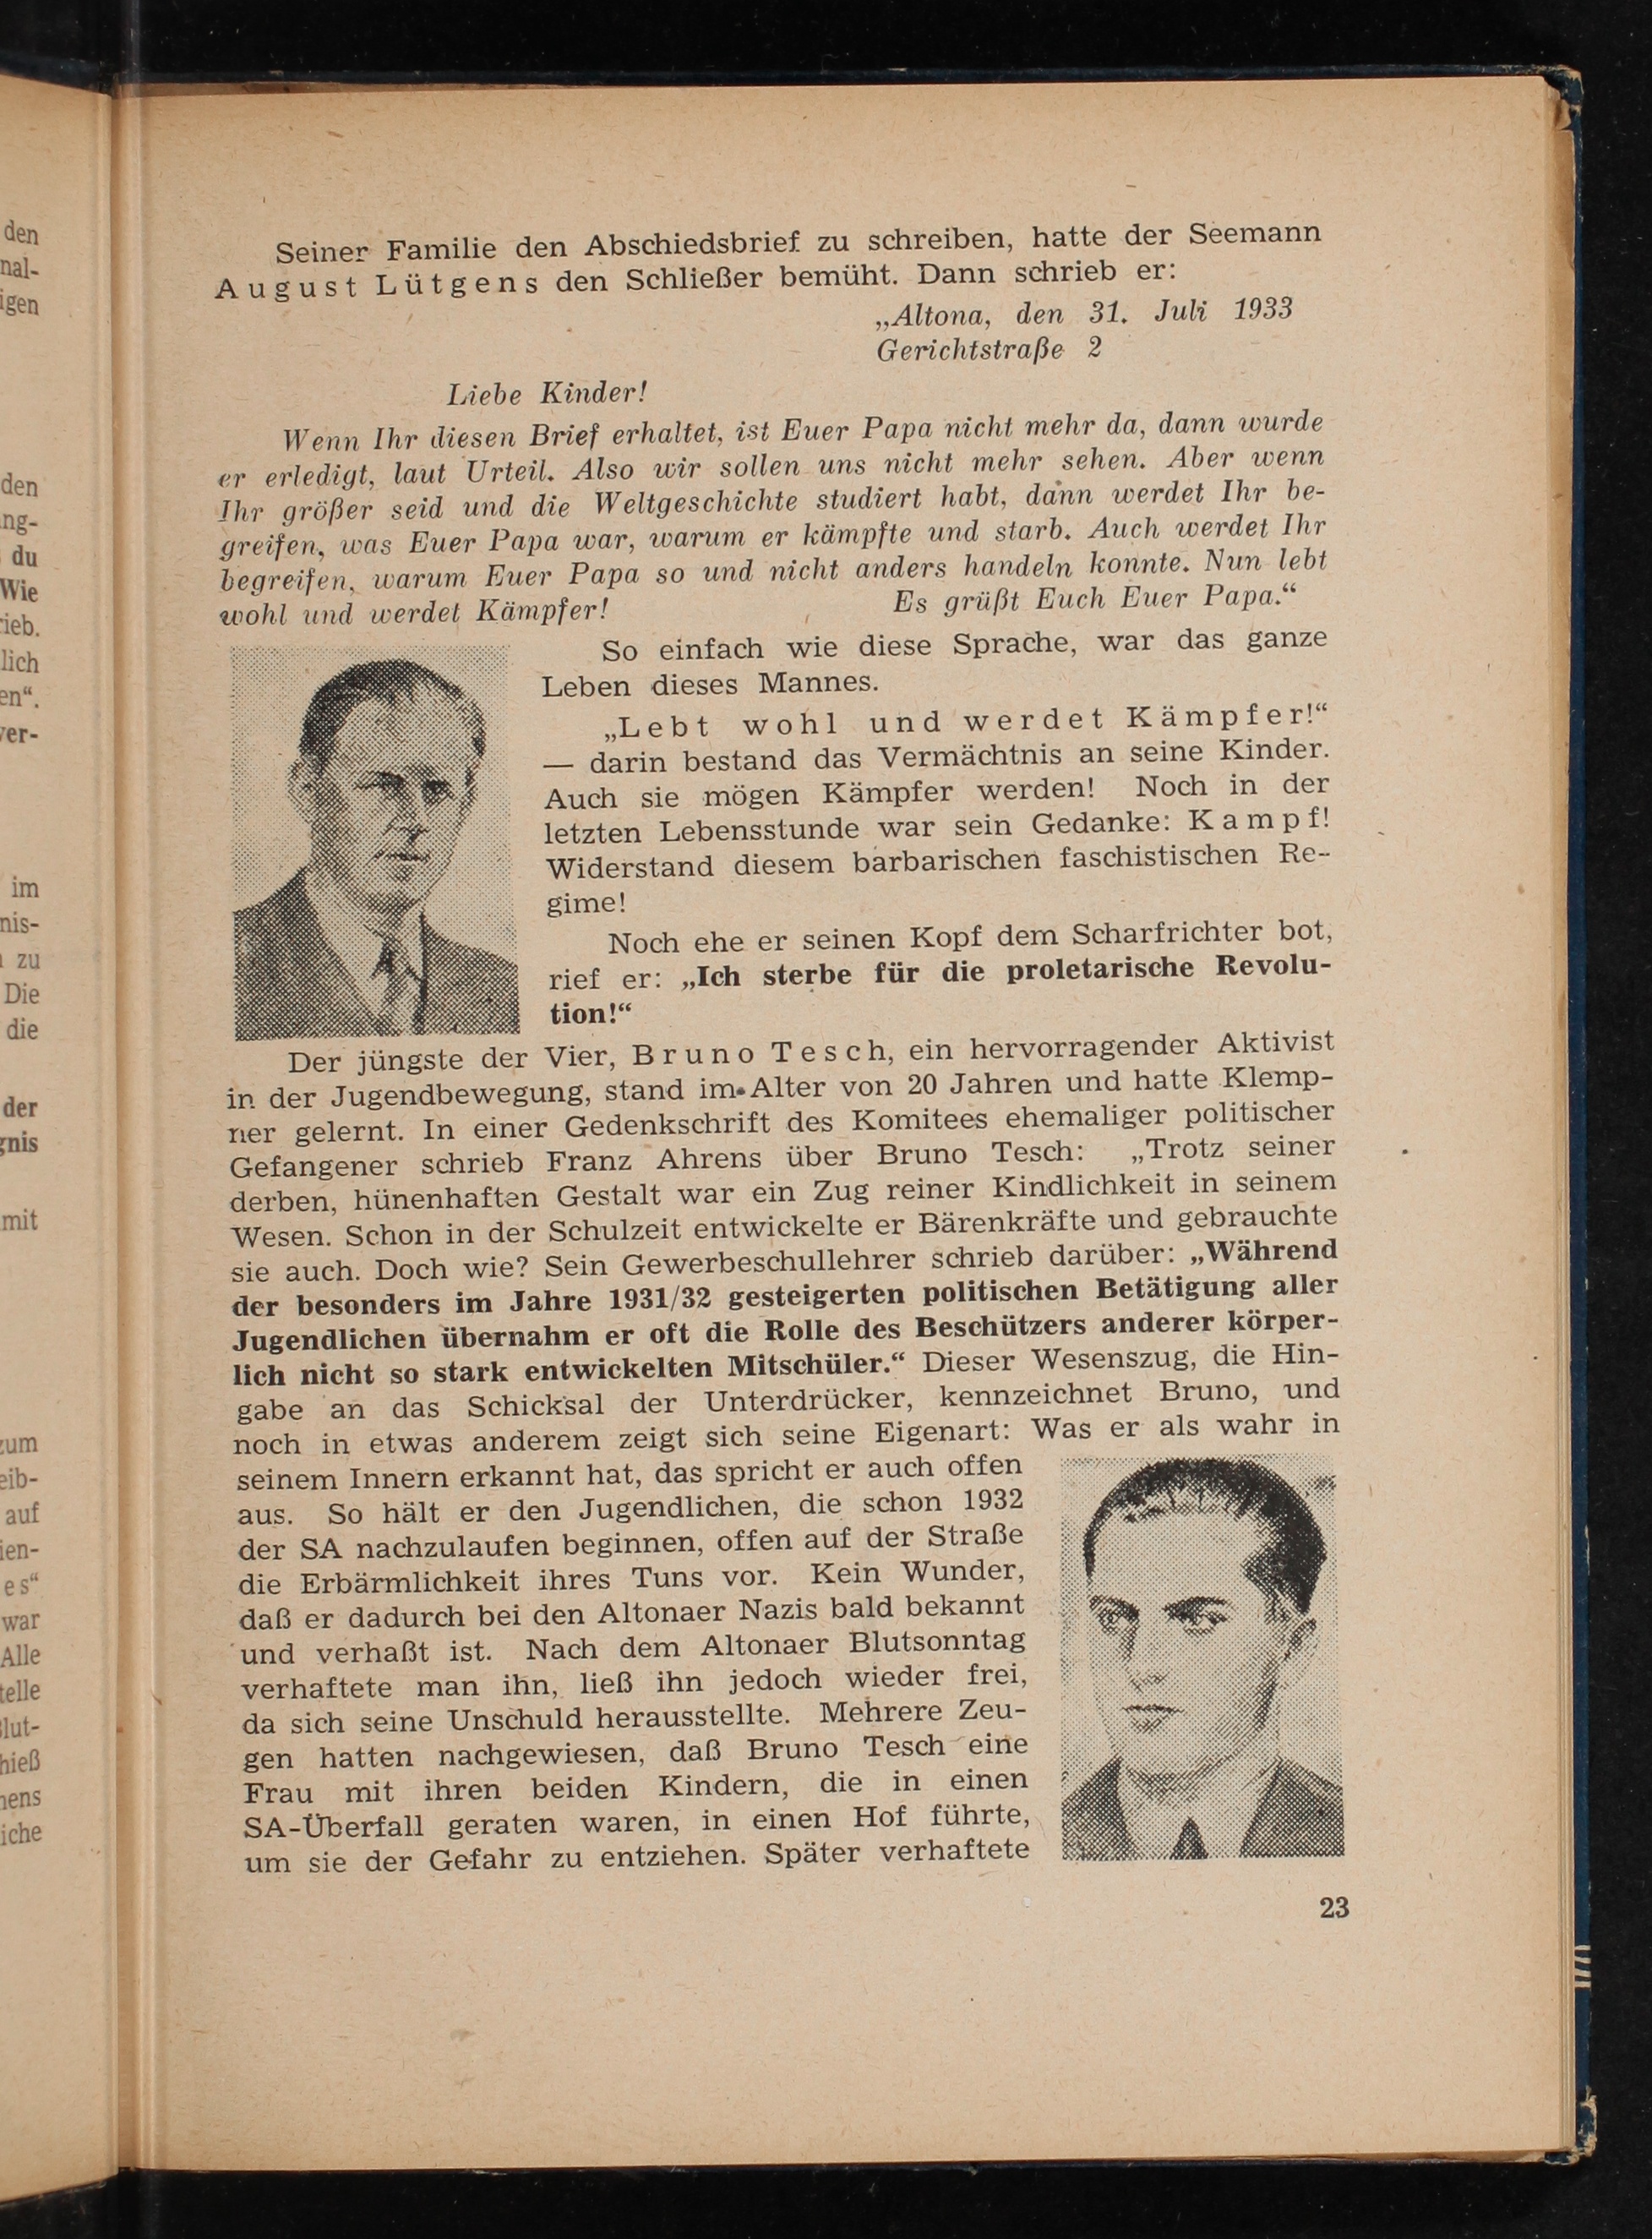 Seiner Familie den Abschiedsbrief zu schreiben, hatte der Seemann
August Lütgens den Schließer bemüht. Dann schrieb er:
„Altona, den 31. Juli 1933
Gerichtstraße 2
Liebe Kinder!
Wenn Ihr diesen Brief erhaltet, ist Euer Papa nicht mehr da, dann wurde
er erledigt, laut Urteil. Also wir sollen uns nicht mehr sehen. Aber wenn
Ihr größer seid und die Weltgeschichte studiert habt, dann werdet Ihr be-
greifen, was Euer Papa war, warum er kämpfte und starb. Auch werdet Ihr
begreifen, warum Euer Papa so und nicht anders handeln konnte. Nun lebt
wohl und werdet Kämpfer! Es grüßt Euch Euer Papa.“
So einfach wie diese Sprache, war das ganze
Leben dieses Mannes.
„Lebt wohl und werdet Kämpfer!“
— darin bestand das Vermächtnis an seine Kinder.
Auch sie mögen Kämpfer werden! Noch in der
letzten Lebensstunde war sein Gedanke: Kampf!
Widerstand diesem barbarischen faschistischen Re-
gime!
Noch ehe er seinen Kopf dem Scharfrichter bot,
rief er: „Ich sterbe für die proletarische Revolu-
tion!“
Der jüngste der Vier, Bruno Tesch, ein hervorragender Aktivist
in der Jugendbewegung, stand im Alter von 20 Jahren und hatte Klemp-
ner gelernt. In einer Gedenkschrift des Komitees ehemaliger politischer
Gefangener schrieb Franz Ahrens über Bruno Tesch: „Trotz seiner
derben, hünenhaften Gestalt war ein Zug reiner Kindlichkeit in seinem
Wesen. Schon in der Schulzeit entwickelte er Bärenkräfte und gebrauchte
sie auch. Doch wie? Sein Gewerbeschullehrer schrieb darüber: „Während
der besonders im Jahre 1931/32 gesteigerten politischen Betätigung aller
Jugendlichen übernahm er oft die Rolle des Beschützers anderer körper-
lich nicht so stark entwickelten Mitschüler.“ Dieser Wesenszug, die Hin-
gabe an das Schicksal der Unterdrücker, kennzeichnet Bruno, und
noch in etwas anderem zeigt sich seine Eigenart: Was er als wahr in
seinem Innern erkannt hat, das spricht er auch offen
aus. So hält er den Jugendlichen, die schon 1932
der SA nachzulaufen beginnen, offen auf der Straße
die Erbärmlichkeit ihres Tuns vor. Kein Wunder,
daß er dadurch bei den Altonaer Nazis bald bekannt
und verhaßt ist. Nach dem Altonaer Blutsonntag
verhaftete man ihn, ließ ihn jedoch wieder frei,
da sich seine Unschuld herausstellte. Mehrere Zeu-
gen hatten nachgewiesen, daß Bruno Tesch eine
Frau mit ihren beiden Kindern, die in einen
SA-Überfall geraten waren, in einen Hof führte,
um sie der Gefahr zu entziehen. Später verhaftete
23